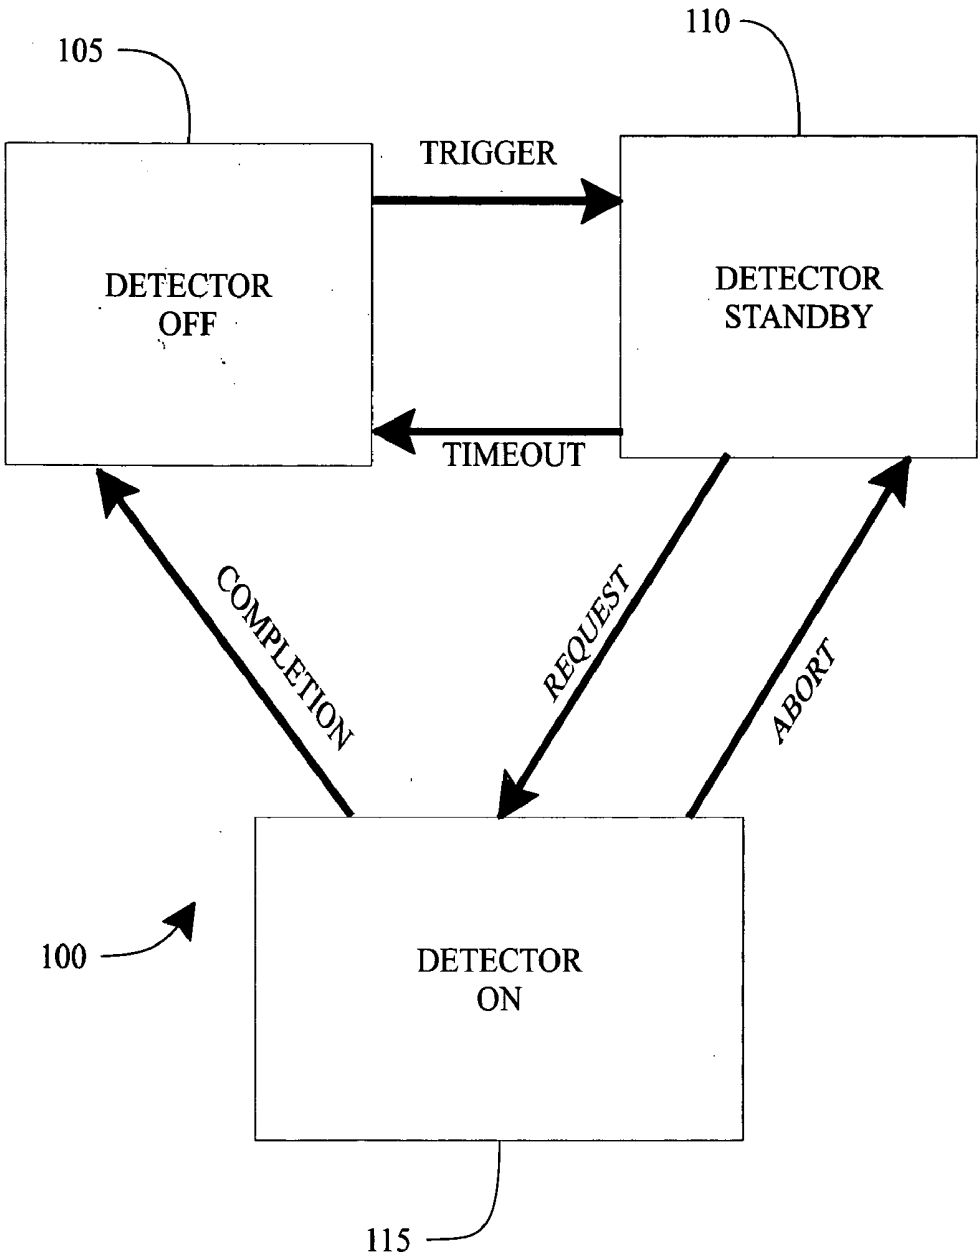 105
110
TRIGGER
DETECTOR
OFF
DETECTOR
STANDBY
TIMEOUT
COMPLETION
REQUEST
ABORT
100
DETECTOR
ON
115